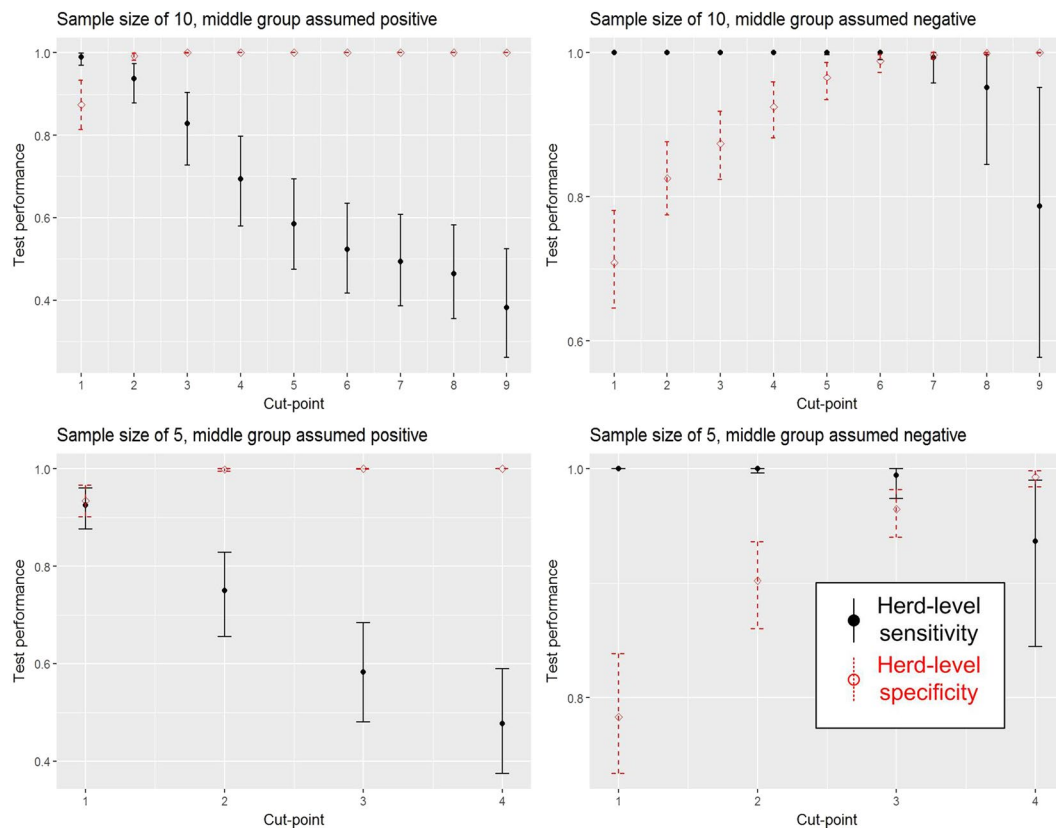 Sample size of 10, middle group assumed positive
1.0
0.8
0.6
0.4
Test performance
1 2 3 4 5 6 7 8 9
Cut-point
Sample size of 10, middle group assumed negative
1.0
0.8
0.6
Test performance
1 2 3 4 5 6 7 8 9
Cut-point
Sample size of 5, middle group assumed positive
1.0
0.8
0.6
0.4
Test performance
1 2 3 4
Cut-point
Sample size of 5, middle group assumed negative
1.0
0.8
Test performance
1 2 3 4
Cut-point
Herd-level
sensitivity
Herd-level
specificity